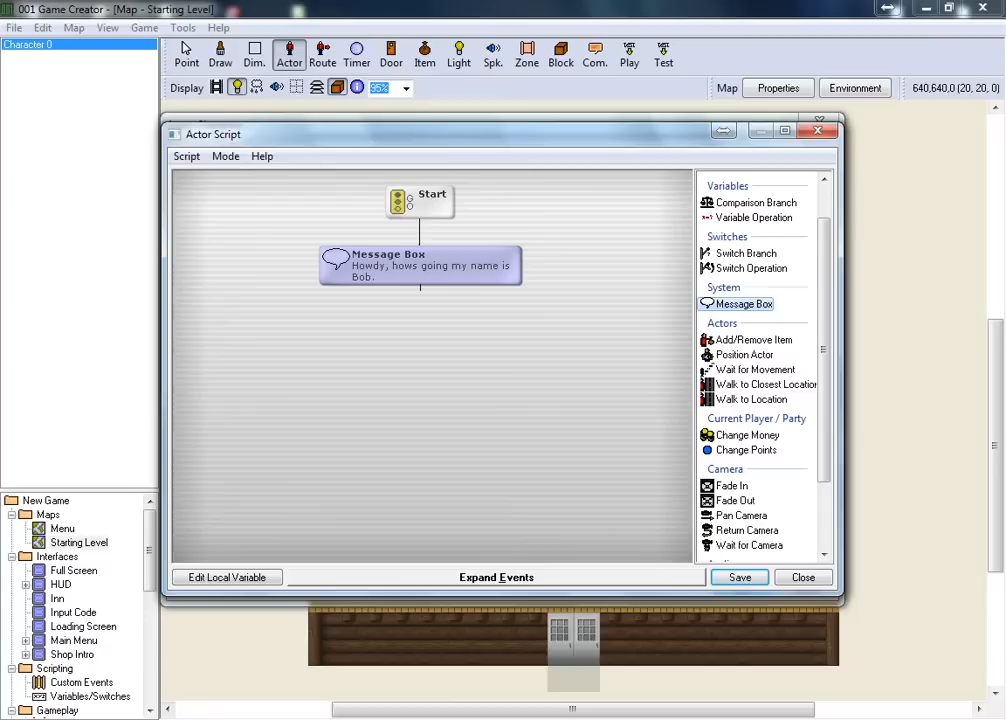 001 Game Creator - [Map - Starting Level]
File Edit Map View Game Tools Help
Character 0
Point Draw Dim. Actor Route Timer Door Item Light Spk. Zone Block Com. Play Test
Display 95% Map Properties Environment 640,640,0 (20, 20, 0)
Actor Script
Script Mode Help
Start
Message Box
Howdy, hows going my name is
Bob.
Variables
Comparison Branch
Variable Operation
Switches
Switch Branch
Switch Operation
System
Message Box
Actors
Add/Remove Item
Position Actor
Wait for Movement
Walk to Closest Location
Walk to Location
Current Player / Party
Change Money
Change Points
Camera
Fade In
Fade Out
Pan Camera
Return Camera
Wait for Camera
Edit Local Variable Expand Events Save Close
New Game
Maps
Menu
Starting Level
Interfaces
Full Screen
HUD
Inn
Input Code
Loading Screen
Main Menu
Shop Intro
Scripting
Custom Events
Variables/Switches
Gameplay